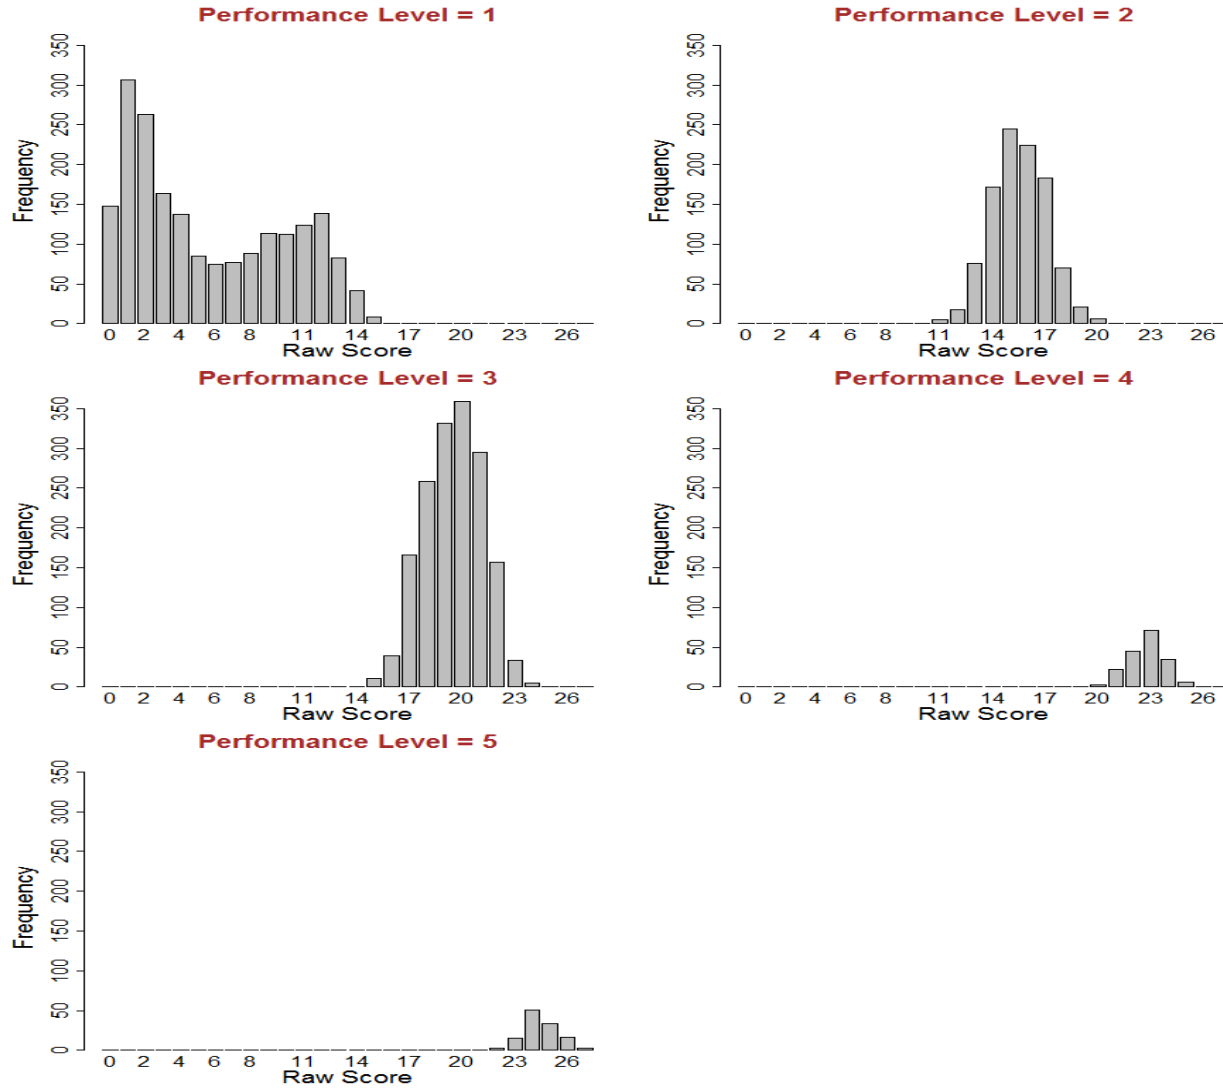 Performance Level = 1
Frequency
0 50 100 150 200 250 300 350
0 2 4 6 8 11 14 17 20 23 26
Raw Score
Performance Level = 2
Frequency
0 50 100 150 200 250 300 350
0 2 4 6 8 11 14 17 20 23 26
Raw Score
Performance Level = 3
Frequency
0 50 100 150 200 250 300 350
0 2 4 6 8 11 14 17 20 23 26
Raw Score
Performance Level = 4
Frequency
0 50 100 150 200 250 300 350
0 2 4 6 8 11 14 17 20 23 26
Raw Score
Performance Level = 5
Frequency
0 50 100 150 200 250 300 350
0 2 4 6 8 11 14 17 20 23 26
Raw Score